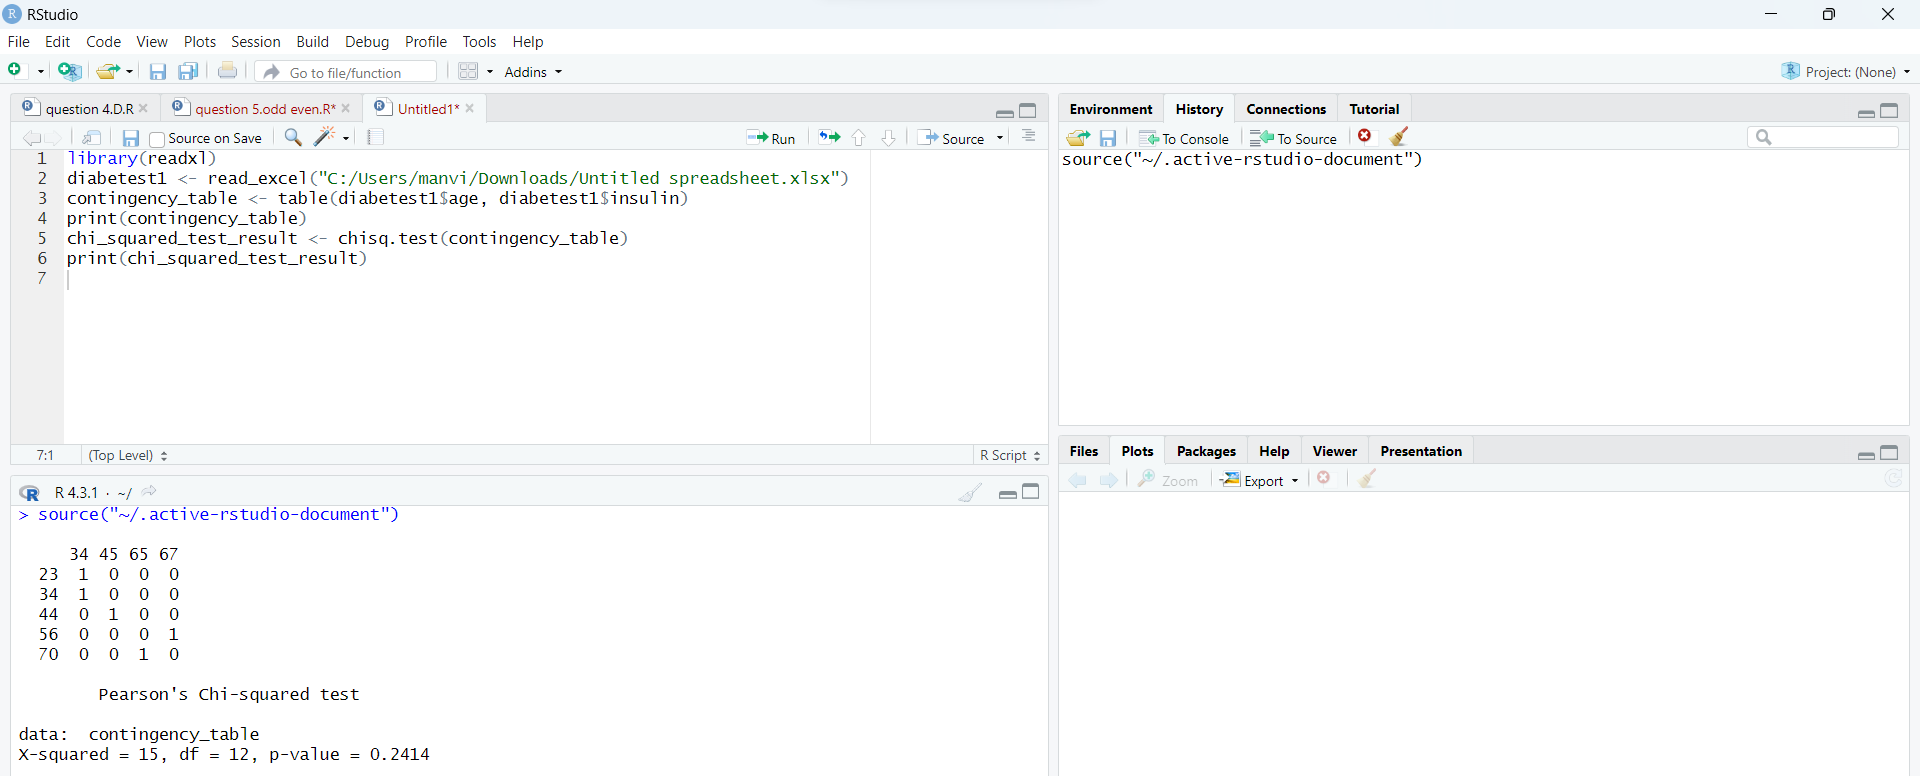 RStudio
File Edit Code View Plots Session Build Debug Profile Tools Help
Go to file/function Addins Project: (None)
question 4.D.R question 5.odd even.R* Untitled1*
Source on Save Run Source
1 library(readxl)
2 diabetest1 <- read_excel("C:/Users/manvi/Downloads/Untitled spreadsheet.xlsx")
3 contingency_table <- table(diabetest1$age, diabetest1$insulin)
4 print(contingency_table)
5 chi_squared_test_result <- chisq.test(contingency_table)
6 print(chi_squared_test_result)
7
7:1 (Top Level) R Script
R 4.3.1 · ~/
> source("~/.active-rstudio-document")
34 45 65 67
23 1 0 0 0
34 1 0 0 0
44 0 1 0 0
56 0 0 0 1
70 0 0 1 0
Pearson's Chi-squared test
data: contingency_table
X-squared = 15, df = 12, p-value = 0.2414
Environment History Connections Tutorial
To Console To Source
source("~/.active-rstudio-document")
Files Plots Packages Help Viewer Presentation
Zoom Export